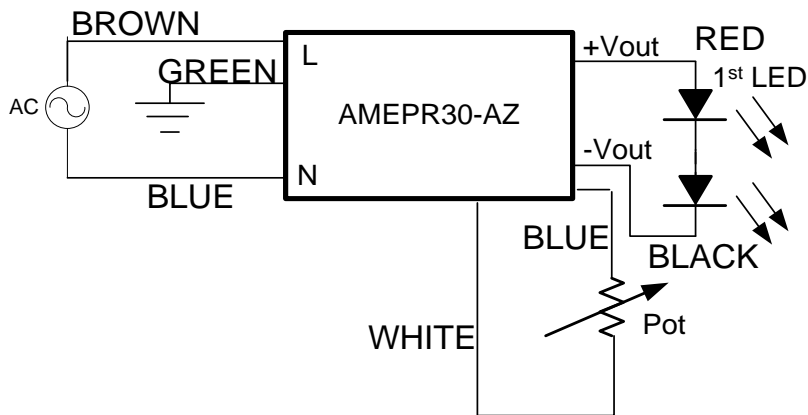 BROWN
L
GREEN
AC
AMEPR30-AZ
N
BLUE
+Vout
RED
1st LED
-Vout
BLUE
BLACK
WHITE
Pot